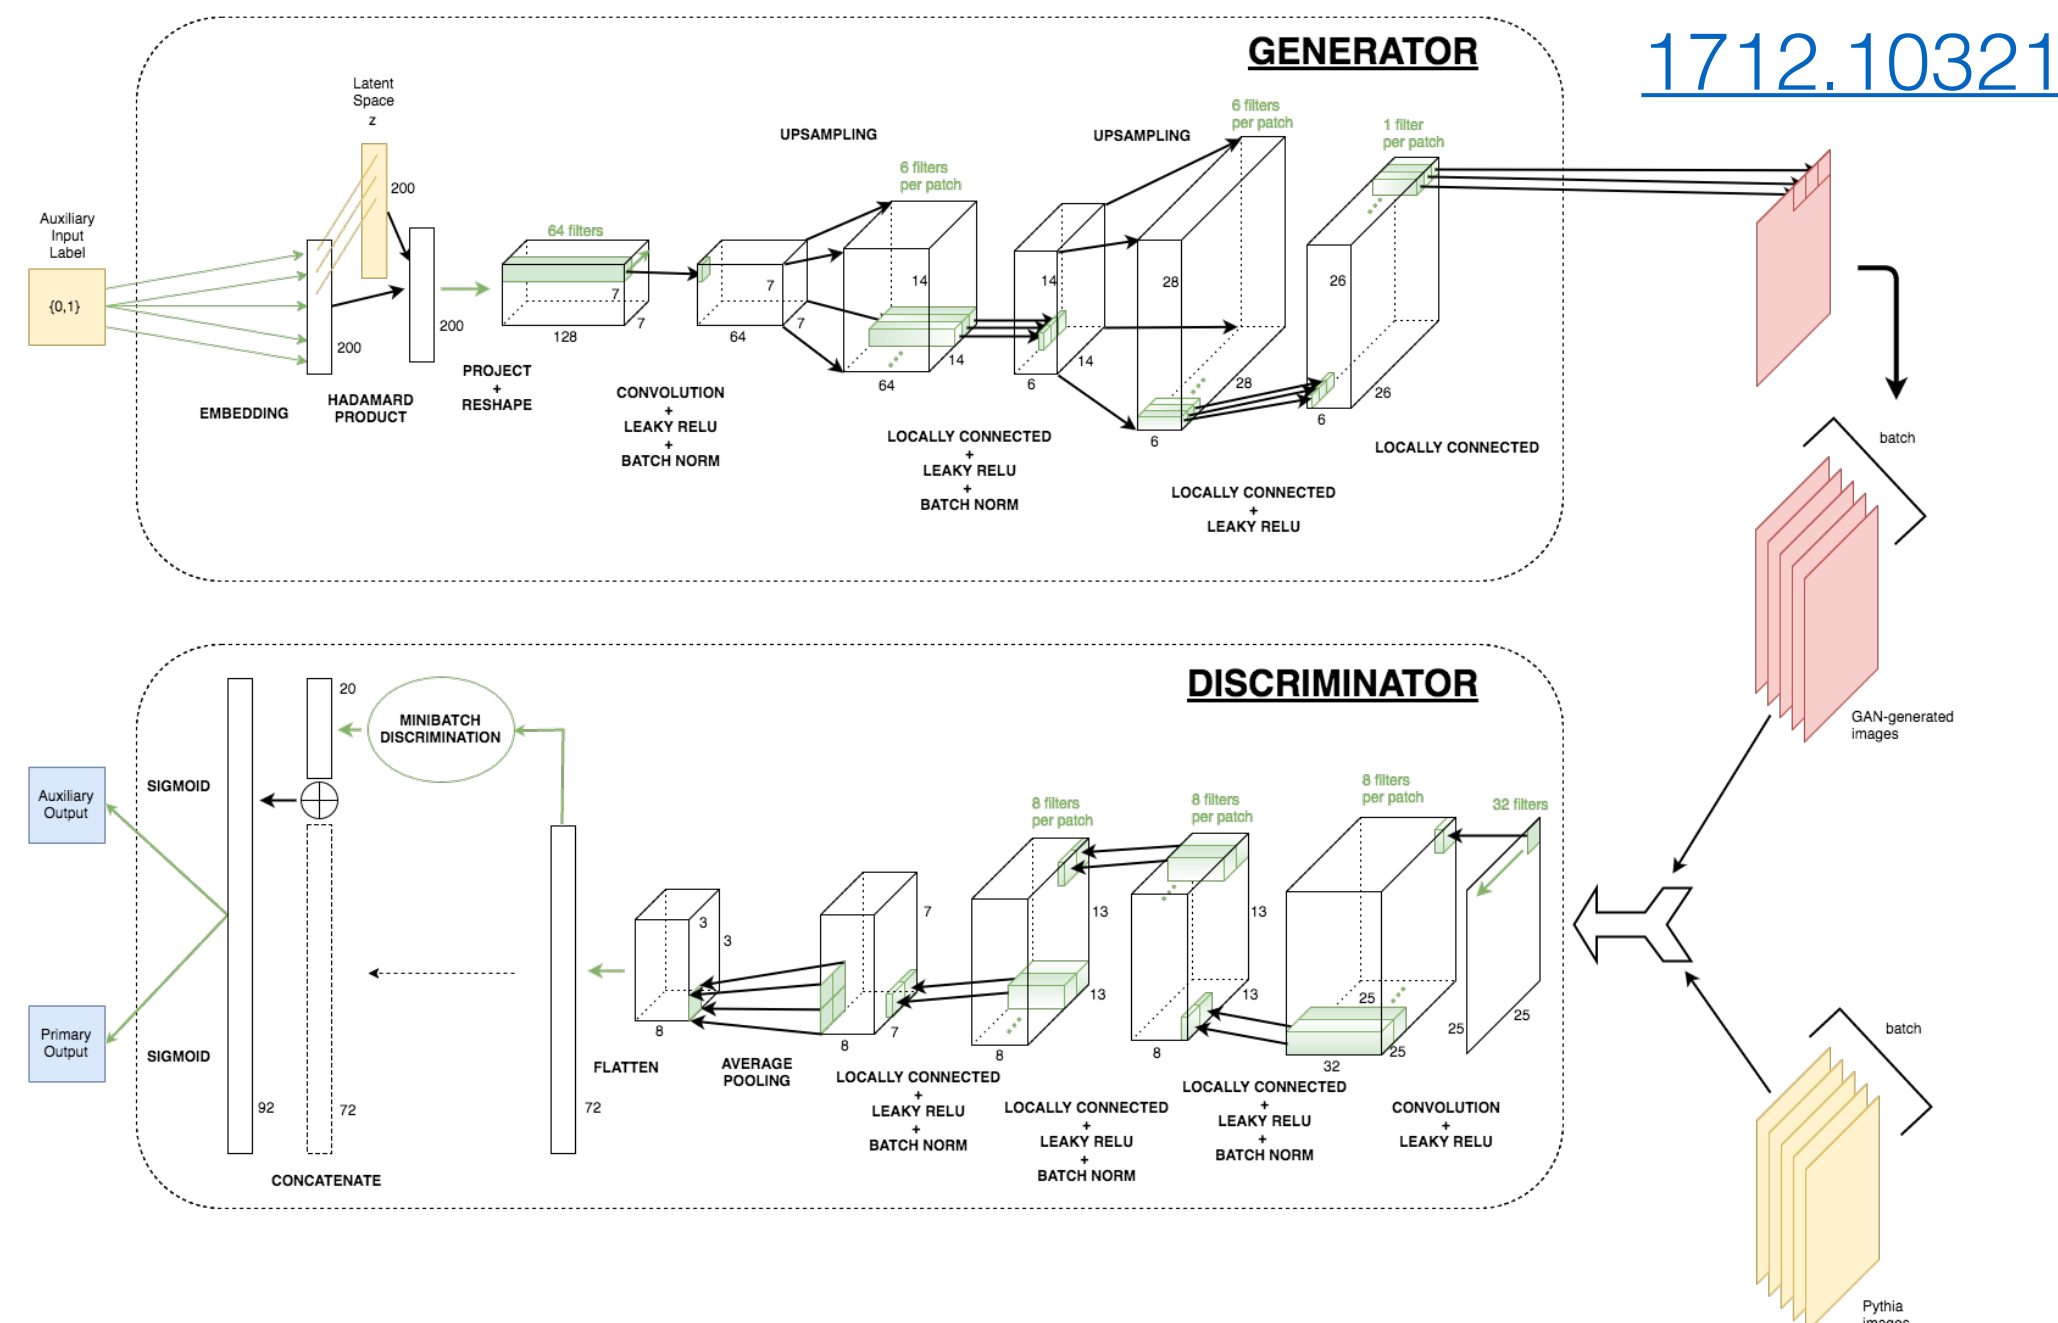 GENERATOR
1712.10321
Latent
Space
z
200
Auxiliary
Input
Label
{0,1}
200
EMBEDDING
200
HADAMARD
PRODUCT
64 filters
7
7
128
PROJECT
+
RESHAPE
7
7
64
CONVOLUTION
+
LEAKY RELU
+
BATCH NORM
UPSAMPLING
6 filters
per patch
14
14
64
LOCALLY CONNECTED
+
LEAKY RELU
+
BATCH NORM
14
14
6
UPSAMPLING
6 filters
per patch
28
28
6
LOCALLY CONNECTED
+
LEAKY RELU
1 filter
per patch
26
26
6
LOCALLY CONNECTED
batch
GAN-generated
images
DISCRIMINATOR
20
MINIBATCH
DISCRIMINATION
SIGMOID
Auxiliary
Output
Primary
Output
SIGMOID
92
72
CONCATENATE
72
FLATTEN
3
3
8
AVERAGE
POOLING
7
7
8
LOCALLY CONNECTED
+
LEAKY RELU
+
BATCH NORM
8 filters
per patch
13
13
8
LOCALLY CONNECTED
+
LEAKY RELU
+
BATCH NORM
8 filters
per patch
13
13
8
LOCALLY CONNECTED
+
LEAKY RELU
+
BATCH NORM
8 filters
per patch
25
25
32
32 filters
25
25
CONVOLUTION
+
LEAKY RELU
batch
Pythia
images